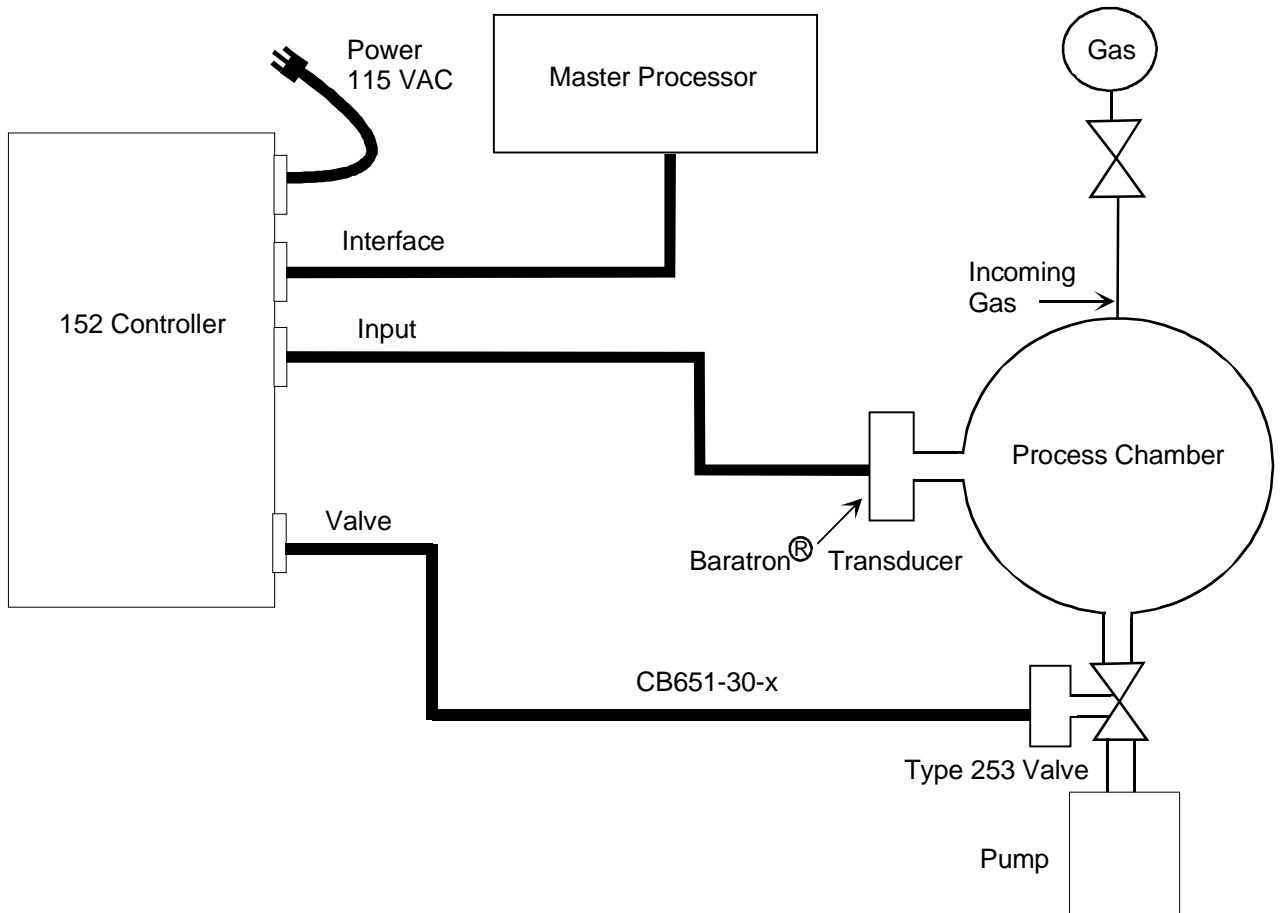 Power
115 VAC
Master Processor
Gas
Interface
Incoming
Gas
152 Controller
Input
Process Chamber
Valve
Baratron® Transducer
CB651-30-x
Type 253 Valve
Pump